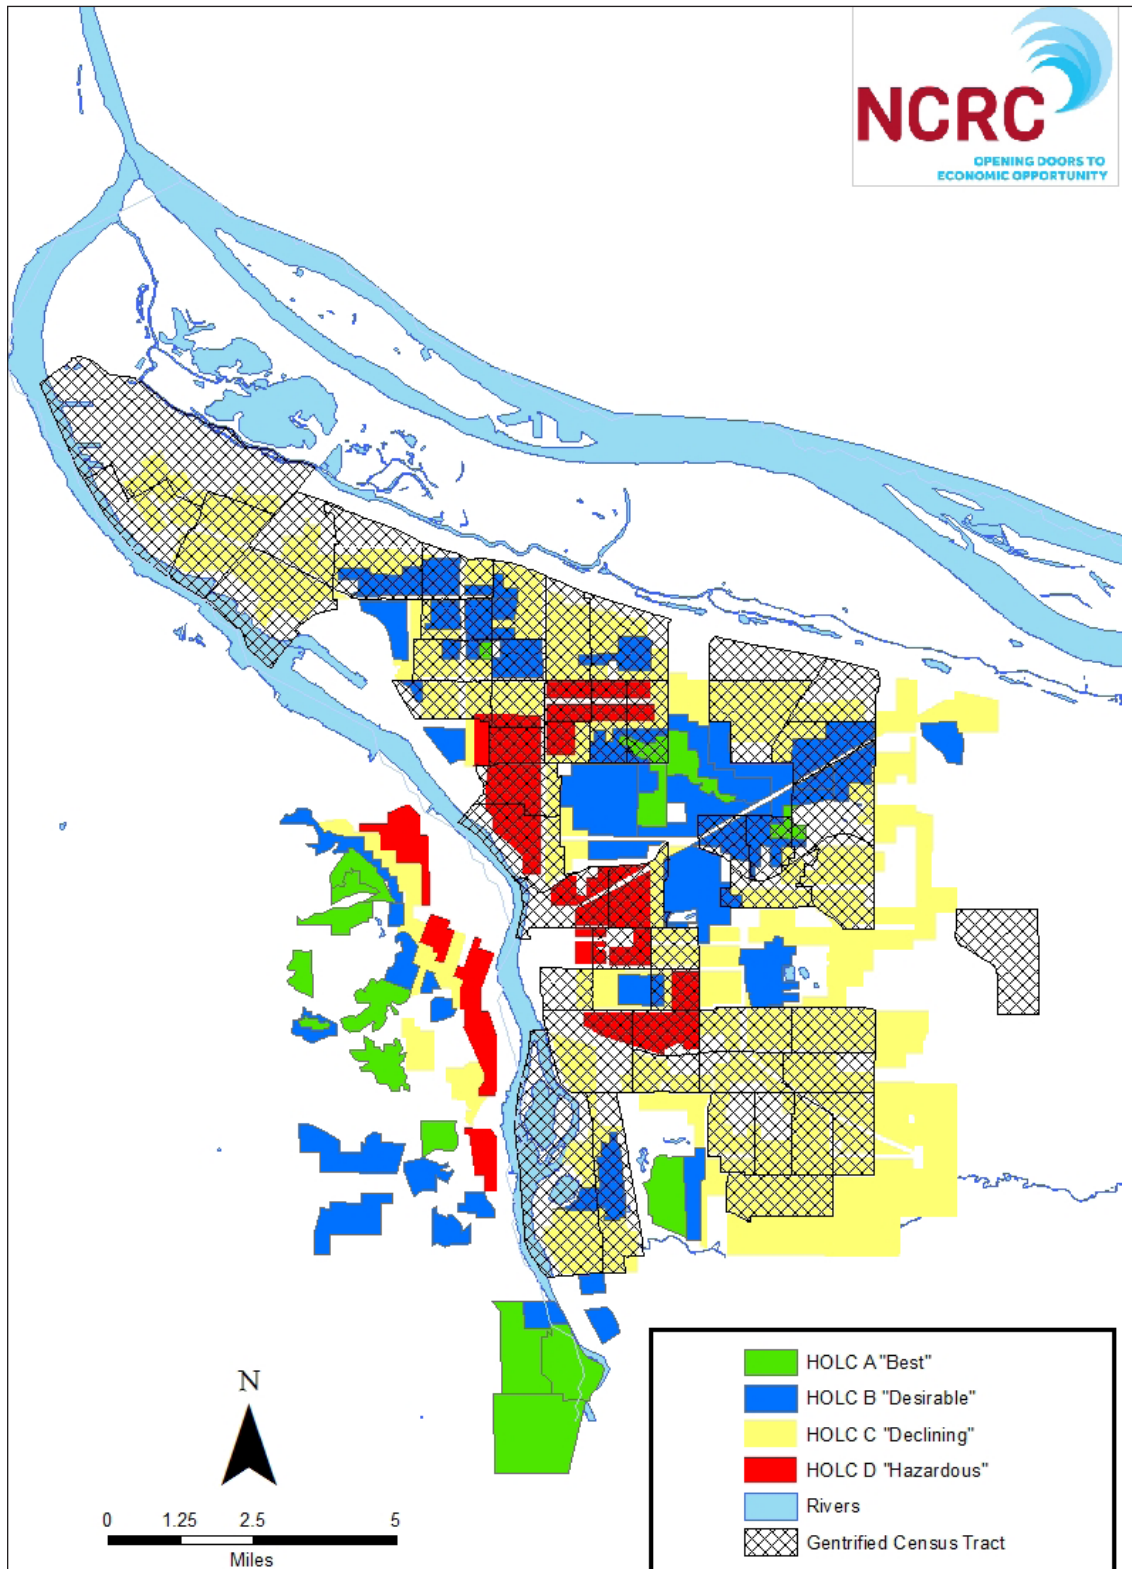 NCRC
OPENING DOORS TO
ECONOMIC OPPORTUNITY
HOLC A "Best"
HOLC B "Desirable"
HOLC C "Declining"
HOLC D "Hazardous"
Rivers
Gentrified Census Tract
N
0 1.25 2.5 5
Miles